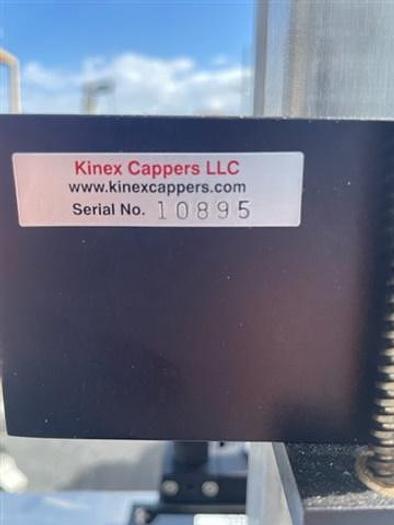 Kinex Cappers LLC
www.kinexcappers.com
Serial No. 10895